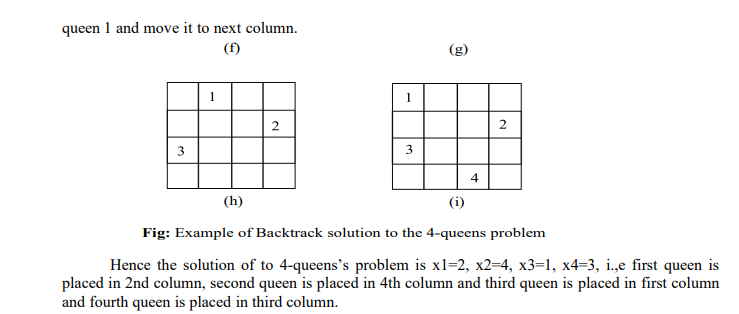 queen 1 and move it to next column.
(f) (g)
1 1
2 2
3 3
4
(h) (i)
Fig: Example of Backtrack solution to the 4-queens problem
Hence the solution of to 4-queens's problem is x1=2, x2=4, x3=1, x4=3, i.,e first queen is
placed in 2nd column, second queen is placed in 4th column and third queen is placed in first column
and fourth queen is placed in third column.